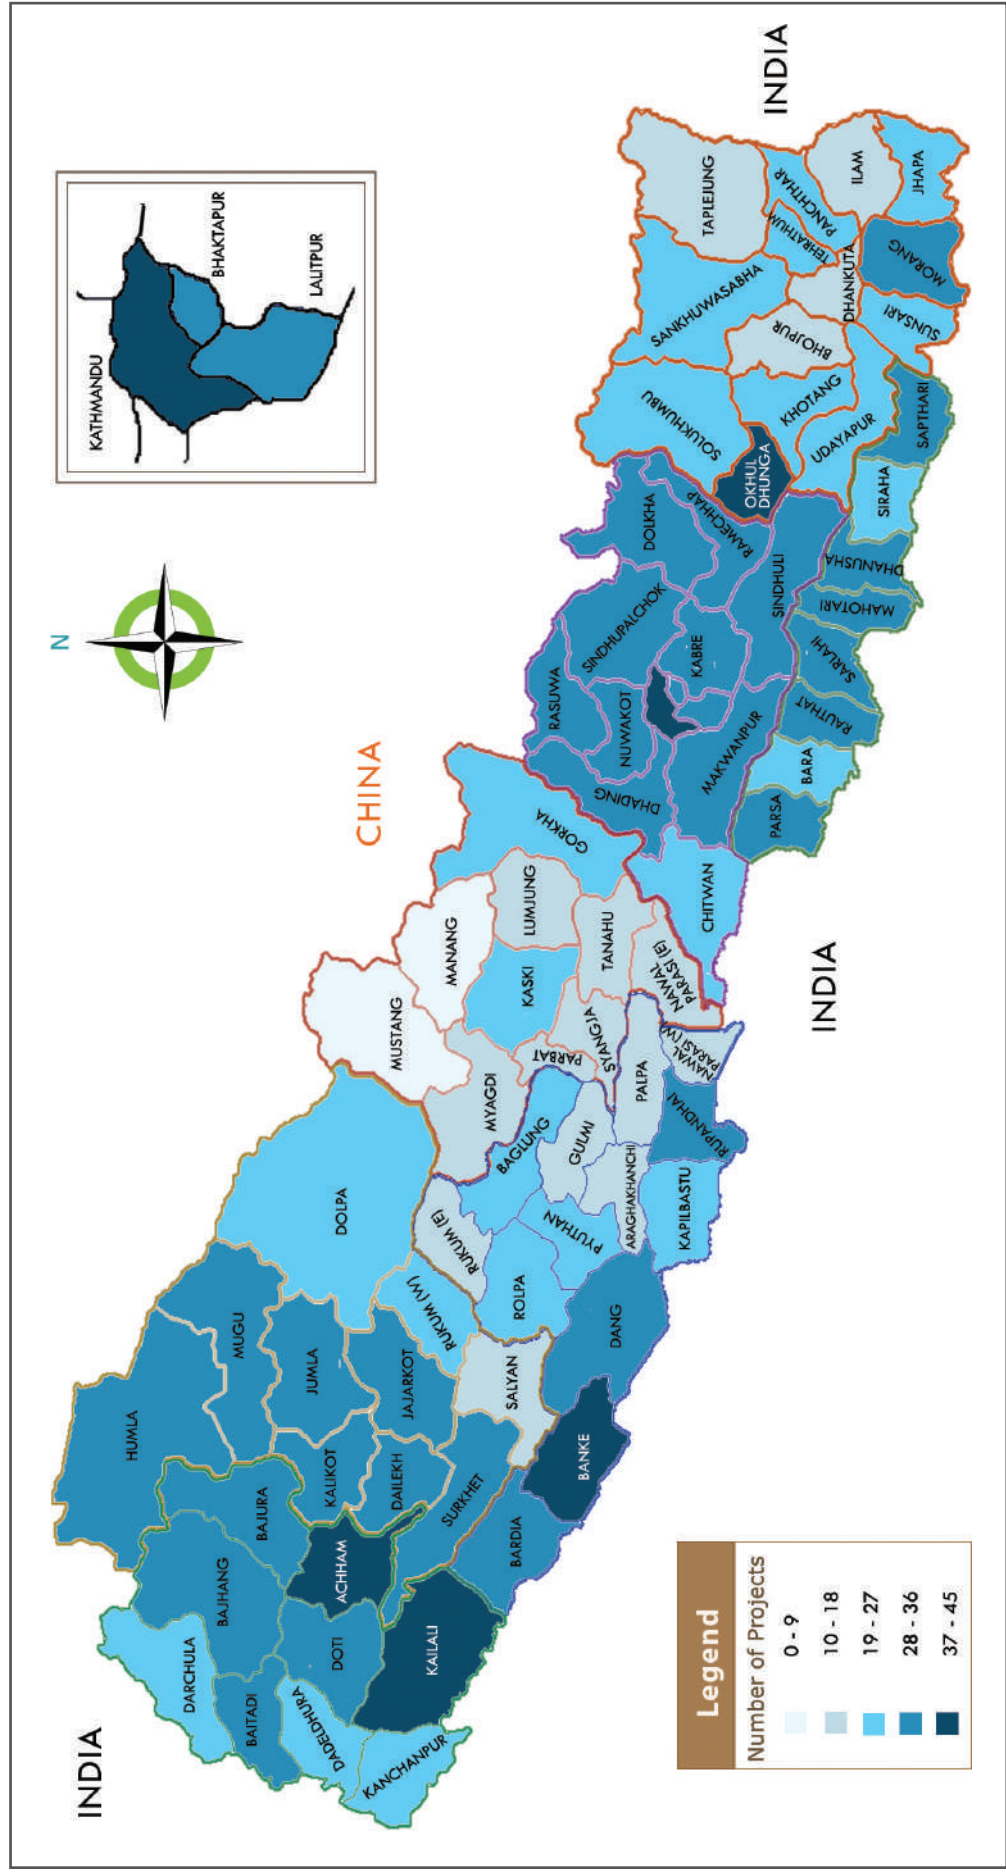 N
INDIA
CHINA
INDIA
INDIA
KATHMANDU
BHAKTAPUR
LALITPUR
DARCHULA
BAITADI
DADELDHURA
KANCHANPUR
BAJHANG
BAJURA
DOTI
ACHHAM
KAILALI
HUMLA
MUGU
JUMLA
KALIKOT
DAILEKH
JAJARKOT
SURKHET
DOLPA
RUKUM (W)
SALYAN
BARDIA
BANKE
DANG
RUKUM (E)
ROLPA
PYUTHAN
BAGLUNG
GULMI
ARAGHAKHANCHI
PALPA
KAPILBASTU
RUPANDHAI
NAWAL
PARASI (W)
MUSTANG
MANANG
MYAGDI
KASKI
PARBAT
SYANGJA
LUMJUNG
TANAHU
NAWAL
PARASI (E)
GORKHA
CHITWAN
DHADING
RASUWA
NUWAKOT
SINDHUPALCHOK
KABRE
MAKWANPUR
DOLKHA
RAMECHHAP
SINDHULI
PARSA
BARA
RAUTHAT
SARLAHI
MAHOTARI
DHANUSHA
SIRAHA
SAPTHARI
SOLUKHUMBU
OKHUL
DHUNGA
KHOTANG
UDAYAPUR
SANKHUWASABHA
BHOJPUR
DHANKUTA
TEHRATHUM
TAPLEJUNG
PANCHTHAR
ILAM
JHAPA
MORANG
SUNSARI
Legend
Number of Projects
0 - 9
10 - 18
19 - 27
28 - 36
37 - 45